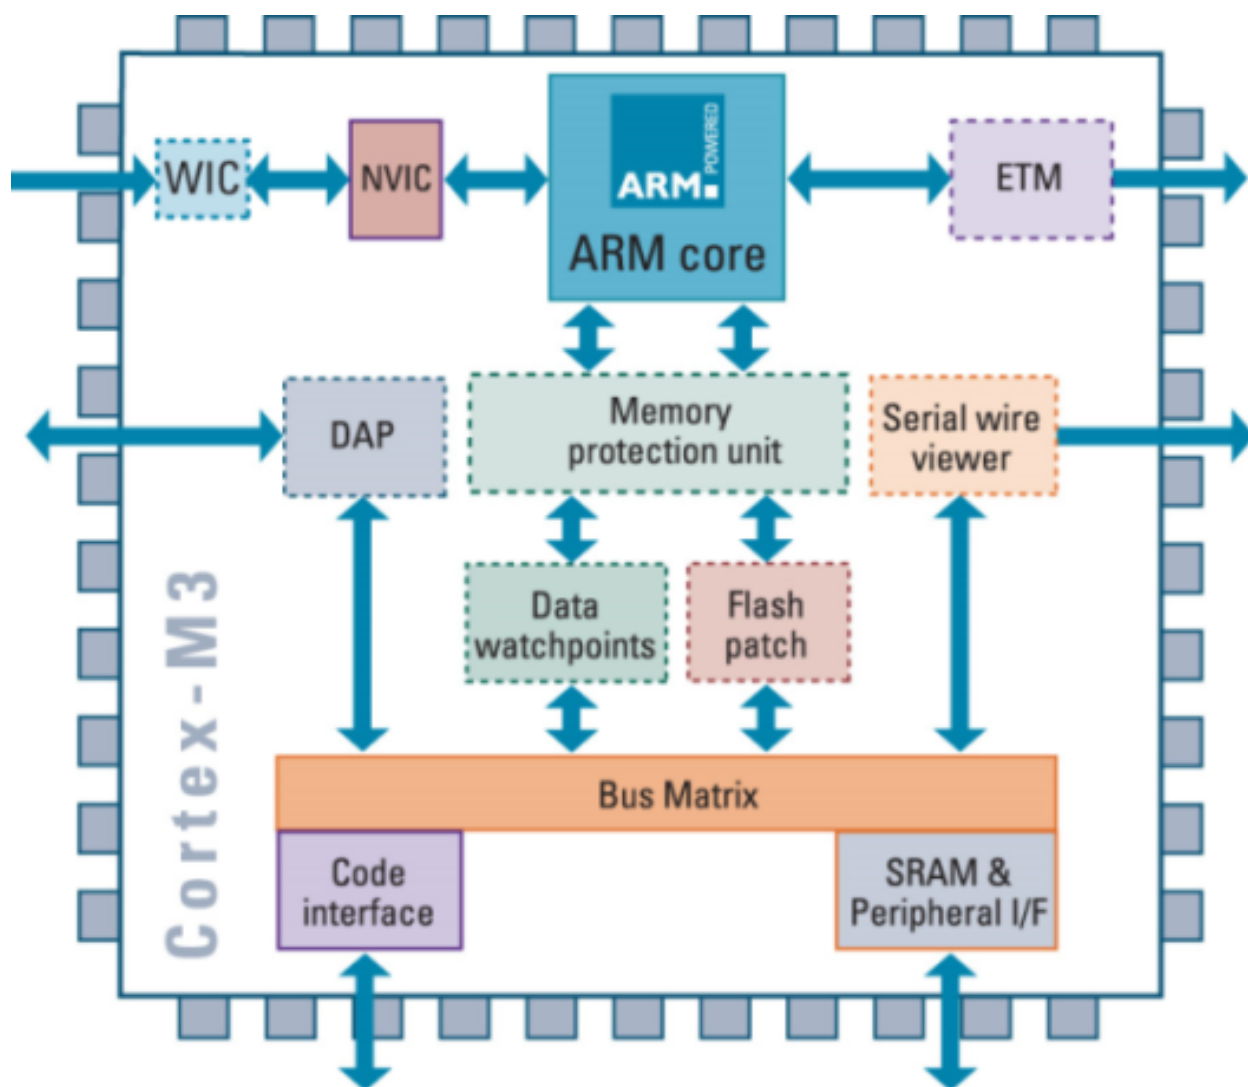 WIC
NVIC
ARM
POWERED
ARM core
ETM
DAP
Memory
protection unit
Serial wire
viewer
Data
watchpoints
Flash
patch
Cortex-M3
Bus Matrix
Code
interface
SRAM &
Peripheral I/F